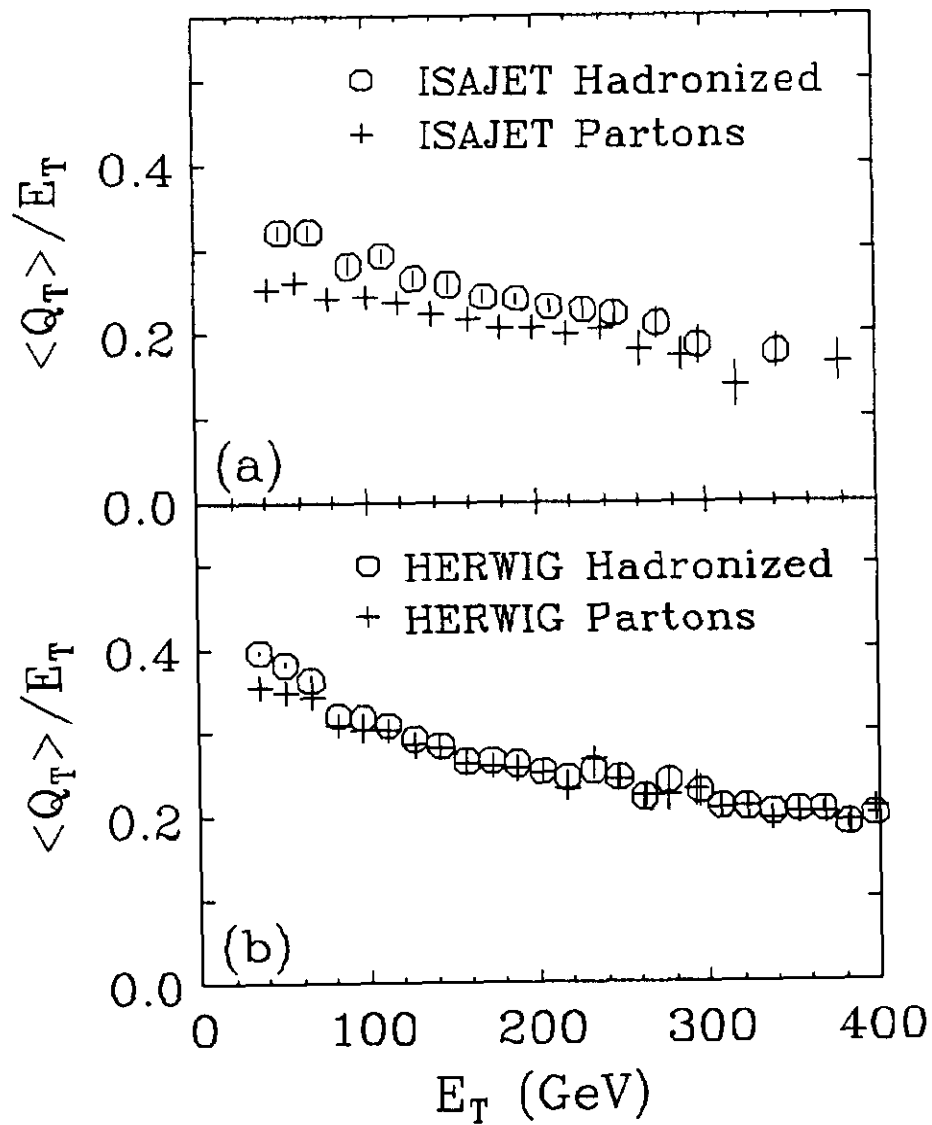 ○ ISAJET Hadronized
+ ISAJET Partons
0.4
0.2
0.0
<Q_T>/E_T
(a)
○ HERWIG Hadronized
+ HERWIG Partons
0.4
0.2
0.0
<Q_T>/E_T
(b)
0 100 200 300 400
E_T (GeV)